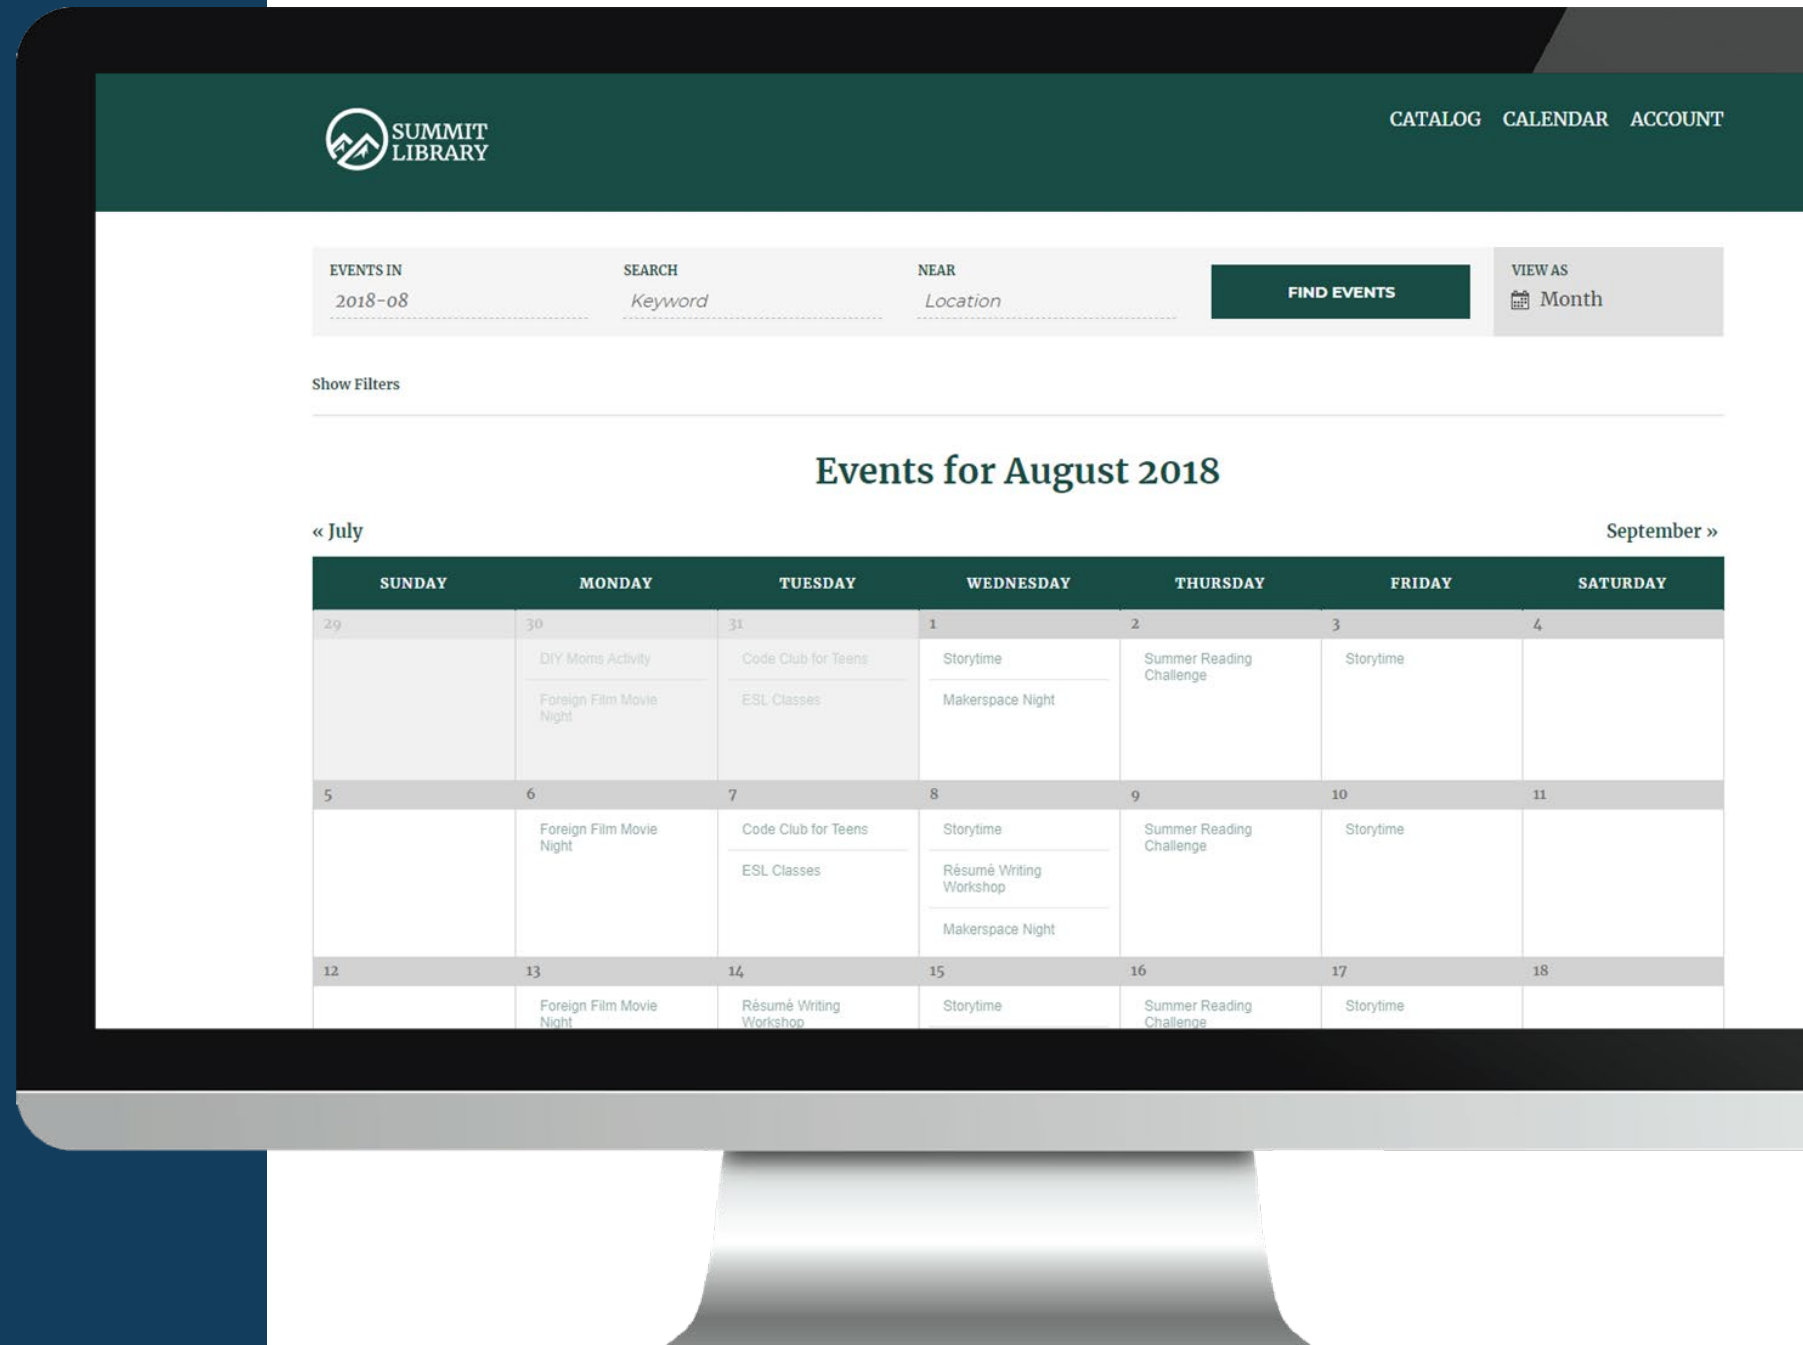 SUMMIT
LIBRARY
CATALOG CALENDAR ACCOUNT
EVENTS IN
2018-08
SEARCH
Keyword
NEAR
Location
FIND EVENTS
VIEW AS
Month
Show Filters
Events for August 2018
« July
September »
SUNDAY MONDAY TUESDAY WEDNESDAY THURSDAY FRIDAY SATURDAY
29 30 31 1 2 3 4
DIY Moms Activity
Foreign Film Movie
Night
Code Club for Teens
ESL Classes
Storytime
Makerspace Night
Summer Reading
Challenge
Storytime
5 6 7 8 9 10 11
Foreign Film Movie
Night
Code Club for Teens
ESL Classes
Storytime
Résumé Writing
Workshop
Makerspace Night
Summer Reading
Challenge
Storytime
12 13 14 15 16 17 18
Foreign Film Movie
Night
Résumé Writing
Workshop
Storytime
Summer Reading
Challenge
Storytime